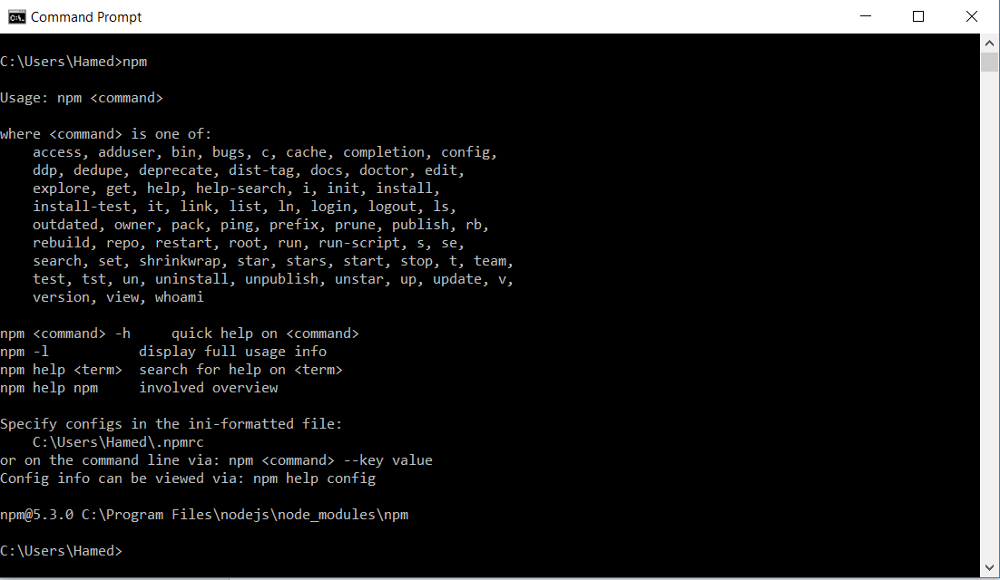 Command Prompt
C:\Users\Hamed>npm
Usage: npm <command>
where <command> is one of:
    access, adduser, bin, bugs, c, cache, completion, config,
    ddp, dedupe, deprecate, dist-tag, docs, doctor, edit,
    explore, get, help, help-search, i, init, install,
    install-test, it, link, list, ln, login, logout, ls,
    outdated, owner, pack, ping, prefix, prune, publish, rb,
    rebuild, repo, restart, root, run, run-script, s, se,
    search, set, shrinkwrap, star, stars, start, stop, t, team,
    test, tst, un, uninstall, unpublish, unstar, up, update, v,
    version, view, whoami
npm <command> -h     quick help on <command>
npm -l           display full usage info
npm help <term>  search for help on <term>
npm help npm     involved overview
Specify configs in the ini-formatted file:
    C:\Users\Hamed\.npmrc
or on the command line via: npm <command> --key value
Config info can be viewed via: npm help config
npm@5.3.0 C:\Program Files\nodejs\node_modules\npm
C:\Users\Hamed>